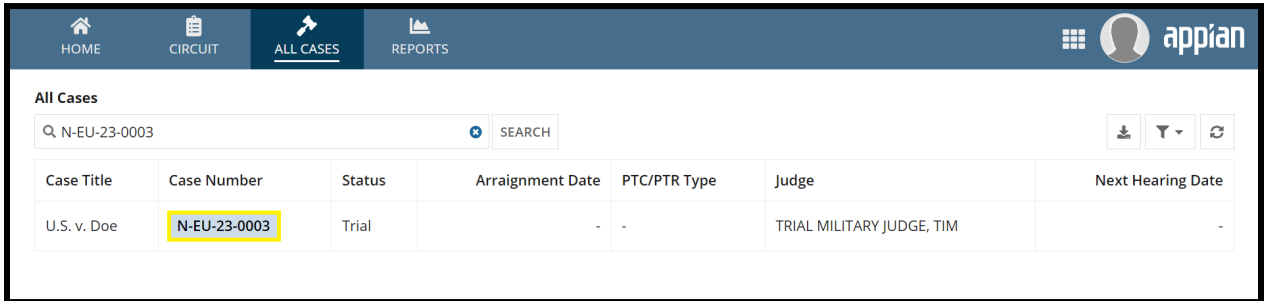 HOME CIRCUIT ALL CASES REPORTS appian
All Cases
N-EU-23-0003 SEARCH
Case Title Case Number Status Arraignment Date PTC/PTR Type Judge Next Hearing Date
U.S. v. Doe N-EU-23-0003 Trial - - TRIAL MILITARY JUDGE, TIM -